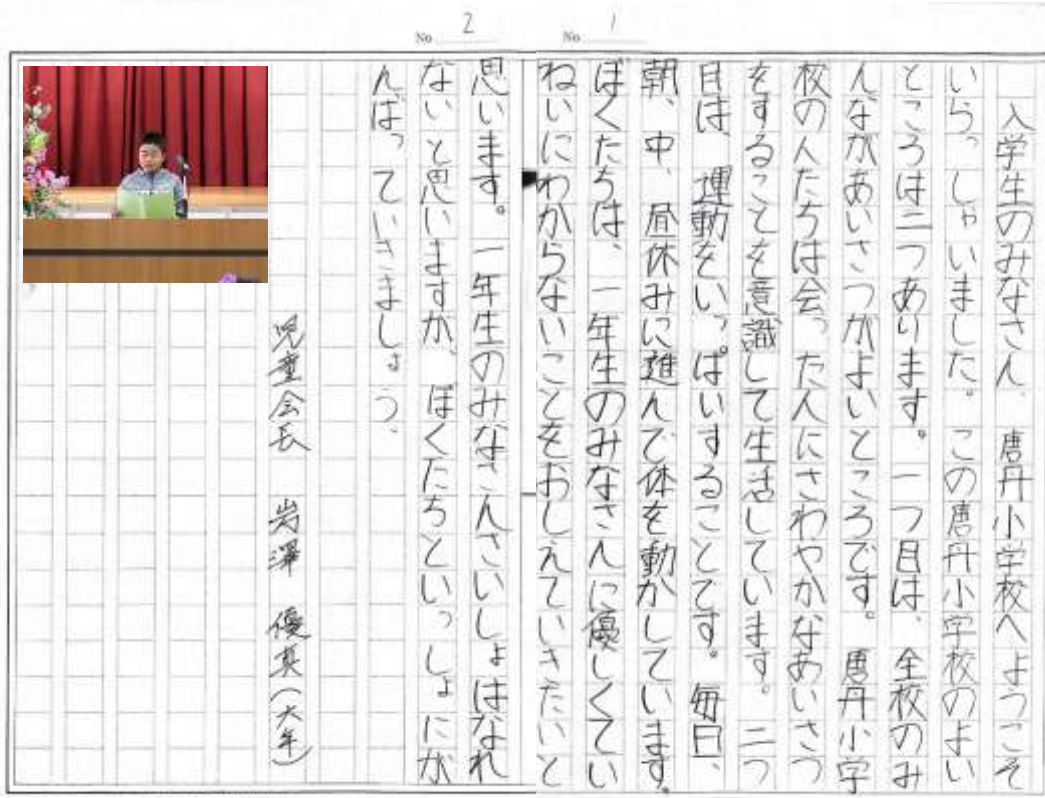 No. 1
入学生のみなさん、唐丹小学校へようこそ
いらっしゃいました。この唐丹小学校のよい
ところは二つあります。一つ目は、全校のみ
んながあいさつがよいところです。唐丹小学
校の人たちは会った人にさわやかなあいさつ
をすることを意識して生活しています。二つ
目は、運動をいっぱいすることです。毎日、
朝、中、昼休みに進んで体を動かしています。
ぼくたちは、一年生のみなさんに優しくてい
ねいにわからないことをおしえていきたいと
No. 2
思います。一年生のみなさんさいしょはなれ
ないと思いますが、ぼくたちといっしょにが
んばっていきましょう。
児童会長 岩澤 優真(六年)